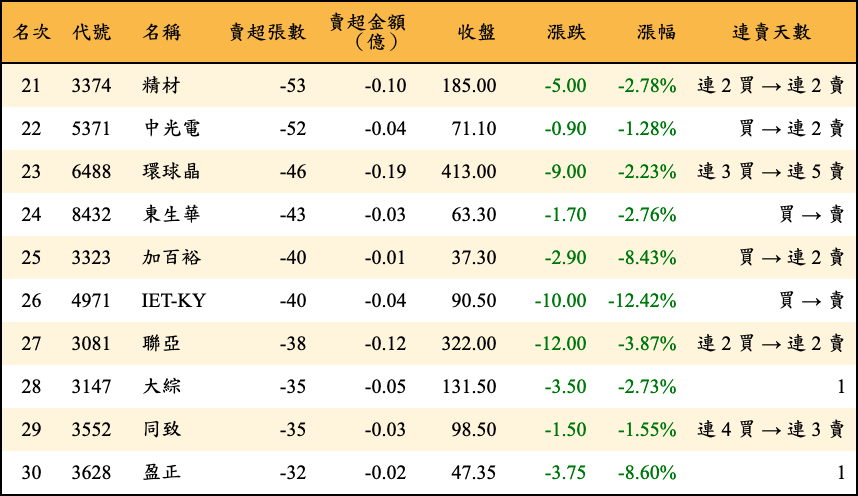 名次 代號 名稱 賣超張數 賣超金額（億） 收盤 漲跌 漲幅 連賣天數
21 3374 精材 -53 -0.10 185.00 -5.00 -2.78% 連 2 買 → 連 2 賣
22 5371 中光電 -52 -0.04 71.10 -0.90 -1.28% 買 → 連 2 賣
23 6488 環球晶 -46 -0.19 413.00 -9.00 -2.23% 連 3 買 → 連 5 賣
24 8432 東生華 -43 -0.03 63.30 -1.70 -2.76% 買 → 賣
25 3323 加百裕 -40 -0.01 37.30 -2.90 -8.43% 買 → 連 2 賣
26 4971 IET-KY -40 -0.04 90.50 -10.00 -12.42% 買 → 賣
27 3081 聯亞 -38 -0.12 322.00 -12.00 -3.87% 連 2 買 → 連 2 賣
28 3147 大綜 -35 -0.05 131.50 -3.50 -2.73% 1
29 3552 同致 -35 -0.03 98.50 -1.50 -1.55% 連 4 買 → 連 3 賣
30 3628 盈正 -32 -0.02 47.35 -3.75 -8.60% 1